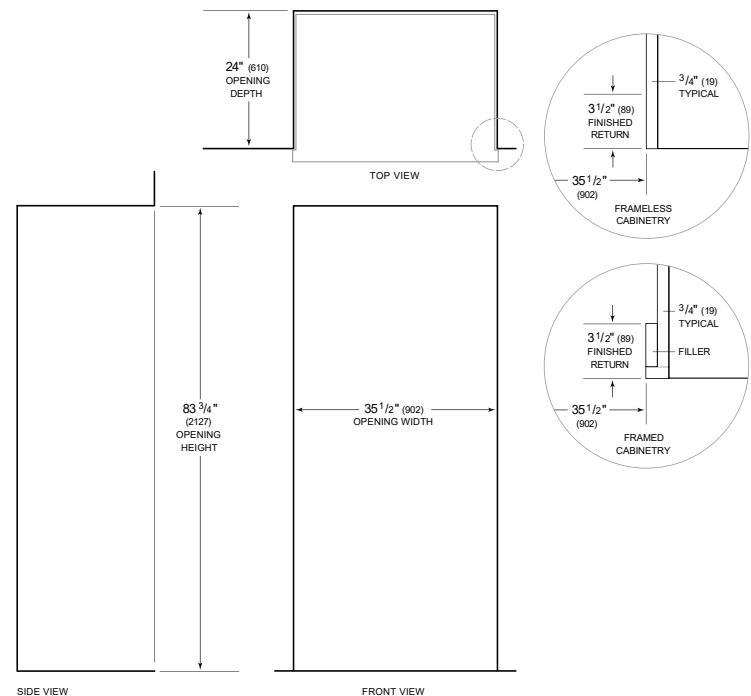 24" (610)
OPENING
DEPTH
TOP VIEW
3/4" (19)
TYPICAL
3 1/2" (89)
FINISHED
RETURN
35 1/2"
(902)
FRAMELESS
CABINETRY
3/4" (19)
TYPICAL
3 1/2" (89)
FINISHED
RETURN
FILLER
35 1/2"
(902)
FRAMED
CABINETRY
83 3/4"
(2127)
OPENING
HEIGHT
35 1/2" (902)
OPENING WIDTH
SIDE VIEW
FRONT VIEW